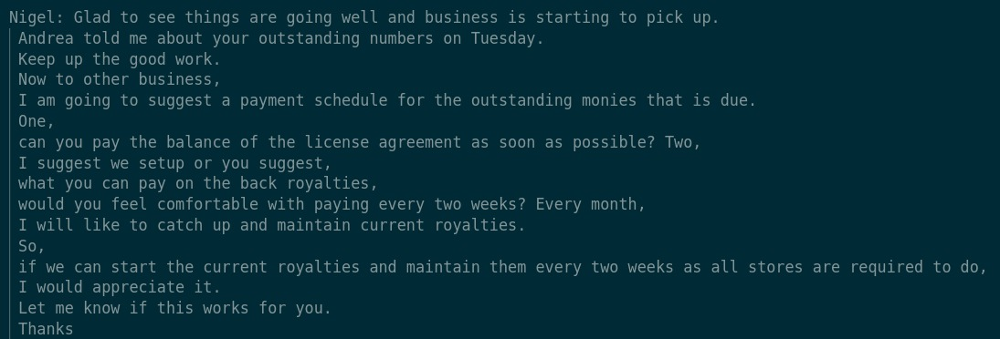 Nigel: Glad to see things are going well and business is starting to pick up.
Andrea told me about your outstanding numbers on Tuesday.
Keep up the good work.
Now to other business,
I am going to suggest a payment schedule for the outstanding monies that is due.
One,
can you pay the balance of the license agreement as soon as possible? Two,
I suggest we setup or you suggest,
what you can pay on the back royalties,
would you feel comfortable with paying every two weeks? Every month,
I will like to catch up and maintain current royalties.
So,
if we can start the current royalties and maintain them every two weeks as all stores are required to do,
I would appreciate it.
Let me know if this works for you.
Thanks